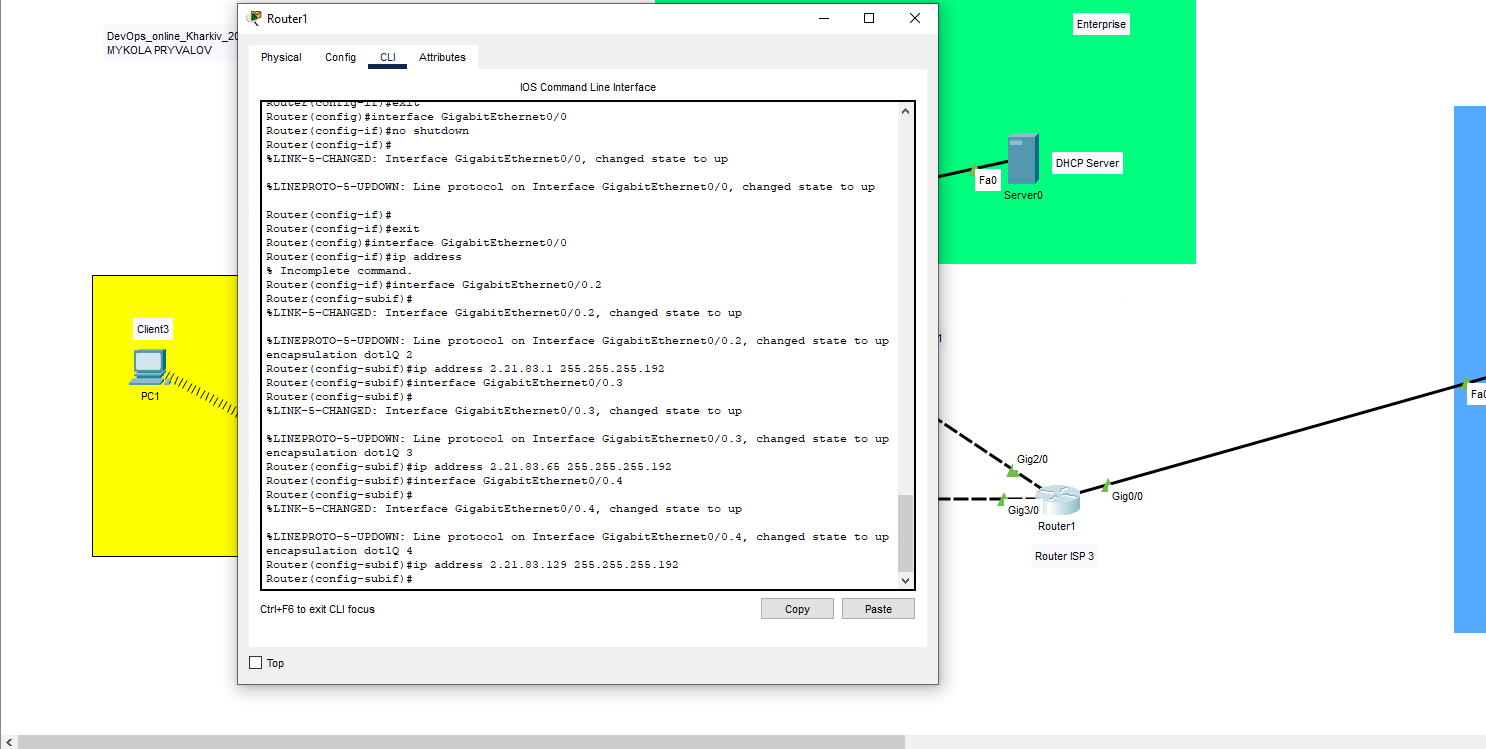 DevOps_online_Kharkiv_20
MYKOLA PRYVALOV
Router1
Physical
Config
CLI
Attributes
IOS Command Line Interface
Router(config-if)#exit
Router(config)#interface GigabitEthernet0/0
Router(config-if)#no shutdown
Router(config-if)#
%LINK-5-CHANGED: Interface GigabitEthernet0/0, changed state to up
%LINEPROTO-5-UPDOWN: Line protocol on Interface GigabitEthernet0/0, changed state to up
Router(config-if)#
Router(config-if)#exit
Router(config)#interface GigabitEthernet0/0
Router(config-if)#ip address
% Incomplete command.
Router(config-if)#interface GigabitEthernet0/0.2
Router(config-subif)#
%LINK-5-CHANGED: Interface GigabitEthernet0/0.2, changed state to up
%LINEPROTO-5-UPDOWN: Line protocol on Interface GigabitEthernet0/0.2, changed state to up
encapsulation dot1Q 2
Router(config-subif)#ip address 2.21.83.1 255.255.255.192
Router(config-subif)#interface GigabitEthernet0/0.3
Router(config-subif)#
%LINK-5-CHANGED: Interface GigabitEthernet0/0.3, changed state to up
%LINEPROTO-5-UPDOWN: Line protocol on Interface GigabitEthernet0/0.3, changed state to up
encapsulation dot1Q 3
Router(config-subif)#ip address 2.21.83.65 255.255.255.192
Router(config-subif)#interface GigabitEthernet0/0.4
Router(config-subif)#
%LINK-5-CHANGED: Interface GigabitEthernet0/0.4, changed state to up
%LINEPROTO-5-UPDOWN: Line protocol on Interface GigabitEthernet0/0.4, changed state to up
encapsulation dot1Q 4
Router(config-subif)#ip address 2.21.83.129 255.255.255.192
Router(config-subif)#
Ctrl+F6 to exit CLI focus
Copy
Paste
Top
Client3
PC1
Enterprise
DHCP Server
Fa0
Server0
1
Gig2/0
Gig3/0
Gig0/0
Router1
Router ISP 3
Fa0